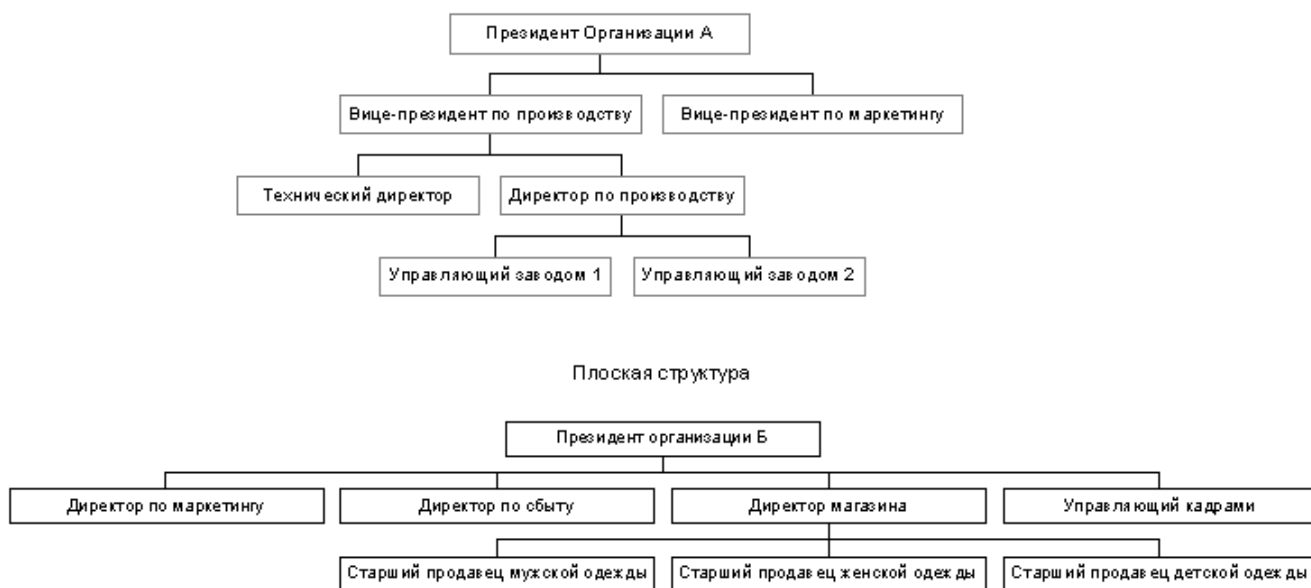 Президент Организации А
Вице-президент по производству
Вице-президент по маркетингу
Технический директор
Директор по производству
Управляющий заводом 1
Управляющий заводом 2
Плоская структура
Президент организации Б
Директор по маркетингу
Директор по сбыту
Директор магазина
Управляющий кадрами
Старший продавец мужской одежды
Старший продавец женской одежды
Старший продавец детской одежды